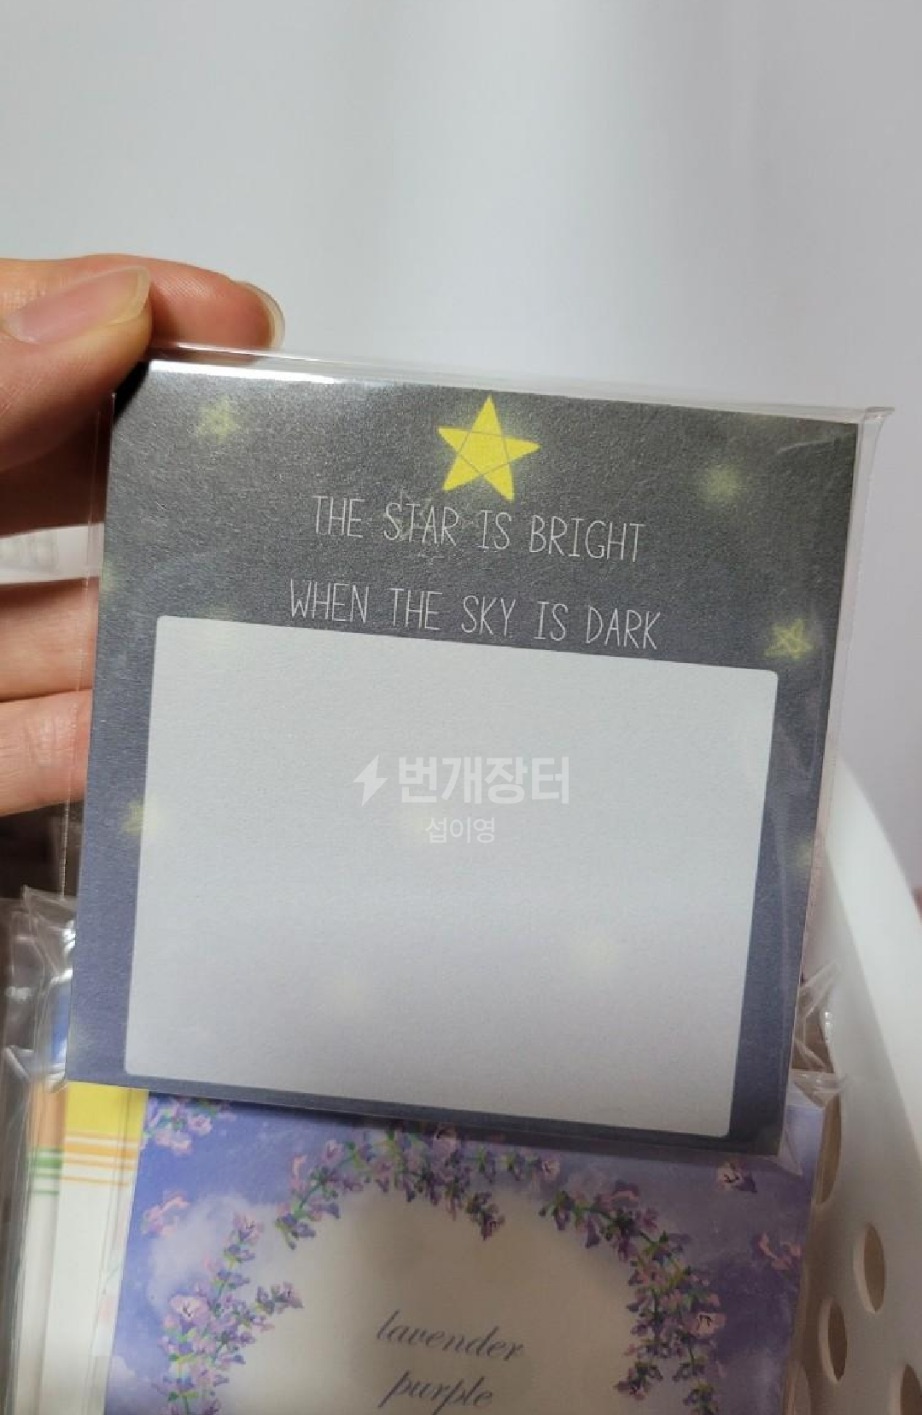 THE STAR IS BRIGHT
WHEN THE SKY IS DARK
번개장터
섭이영
lavender
purple